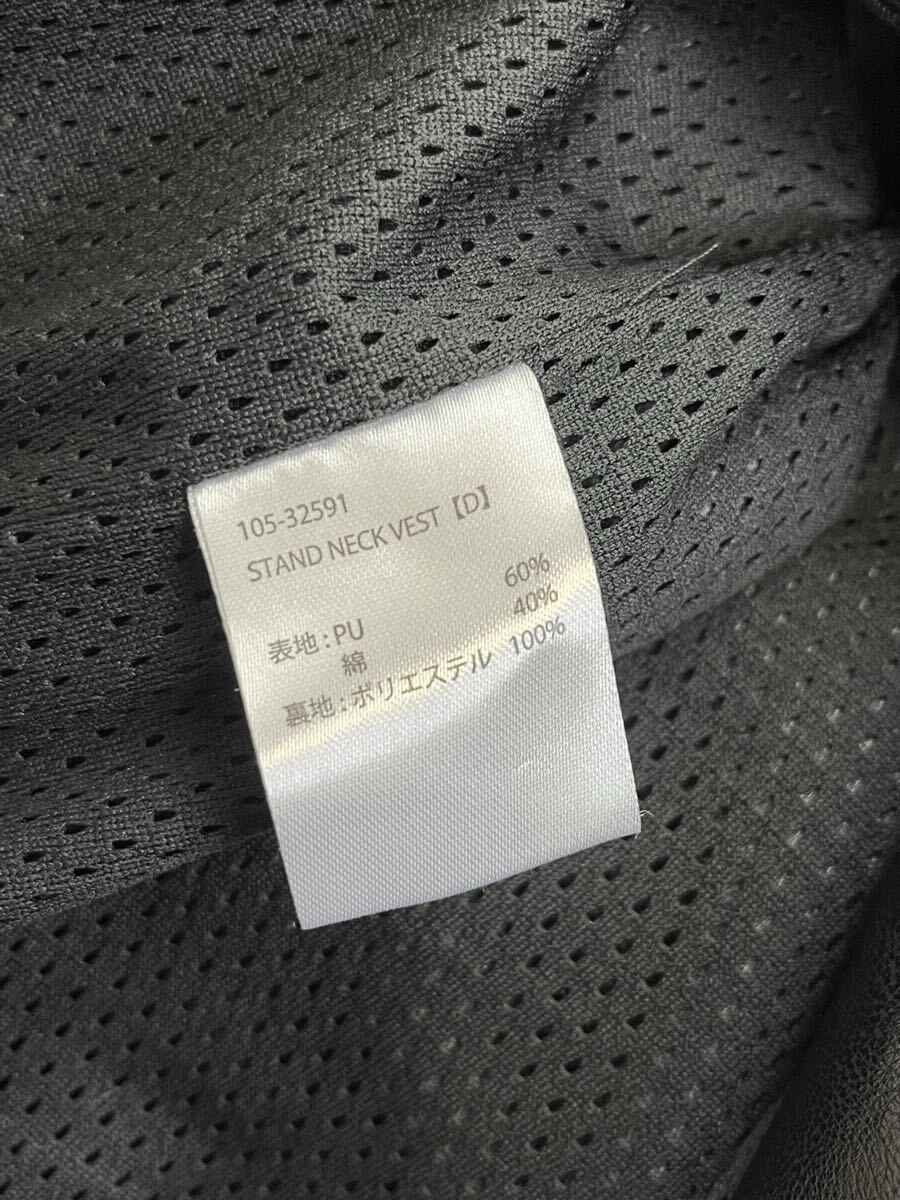 105-32591
STAND NECK VEST【D】
表地：PU 60%
綿 40%
裏地：ポリエステル 100%